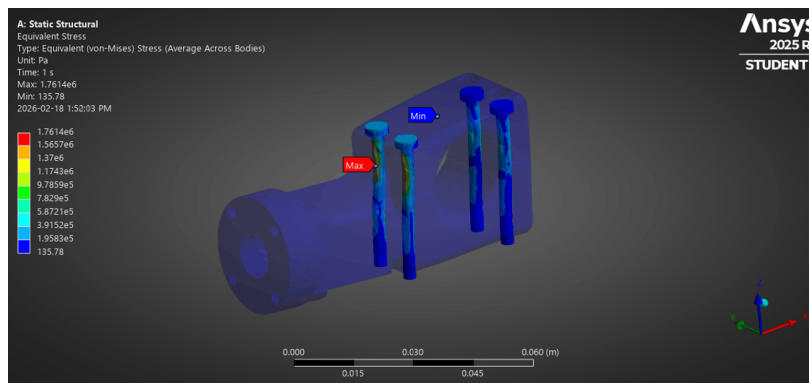 A: Static Structural
Equivalent Stress
Type: Equivalent (von-Mises) Stress (Average Across Bodies)
Unit: Pa
Time: 1 s
Max: 1.7614e6
Min: 135.78
2026-02-18 1:52:03 PM
1.7614e6
1.5657e6
1.37e6
1.1743e6
9.7859e5
7.829e5
5.8721e5
3.9152e5
1.9583e5
135.78
Ansys
2025 R
STUDENT
Min
Max
0.000
0.030
0.060 (m)
0.015
0.045
Z
Y
X